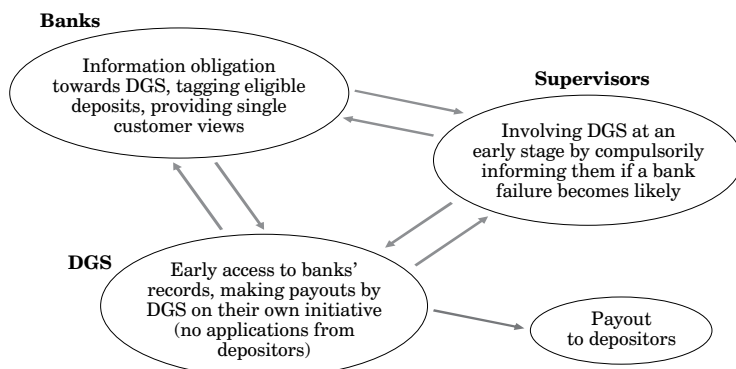 Banks
Information obligation
towards DGS, tagging eligible
deposits, providing single
customer views
Supervisors
Involving DGS at an
early stage by compulsorily
informing them if a bank
failure becomes likely
DGS
Early access to banks’
records, making payouts by
DGS on their own initiative
(no applications from
depositors)
Payout
to depositors